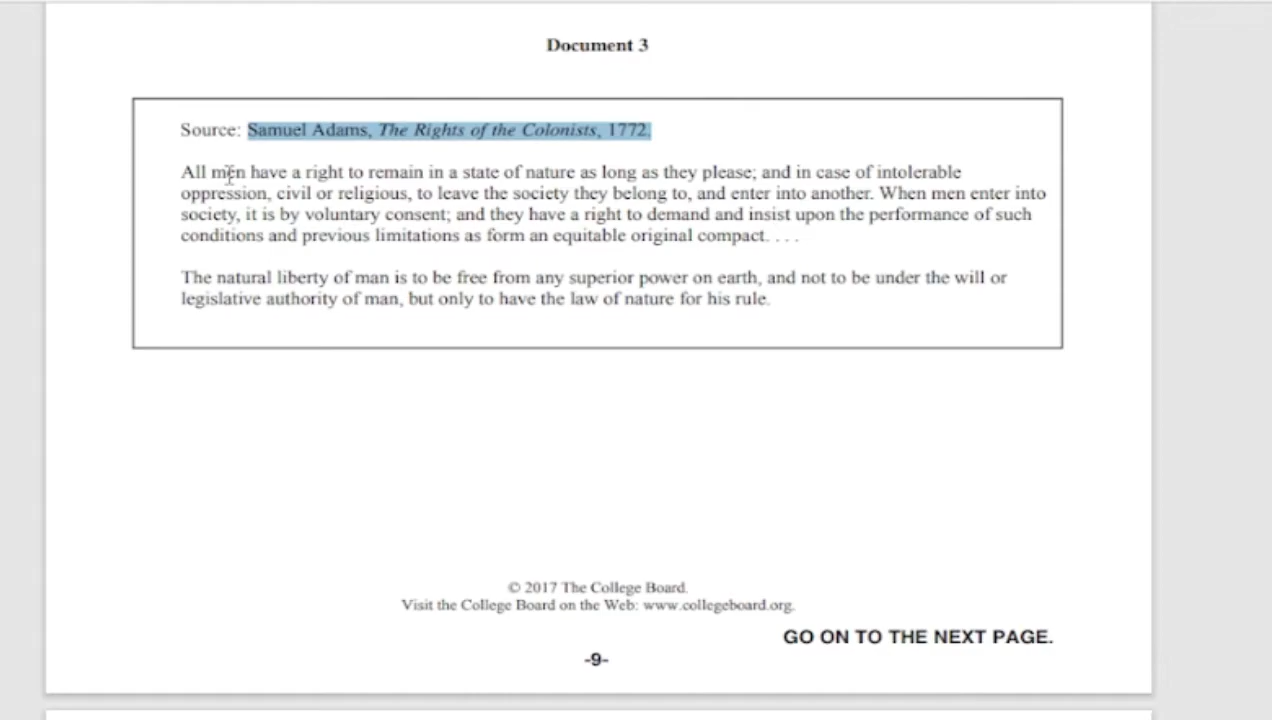 Document 3
Source: Samuel Adams, The Rights of the Colonists, 1772.
All men have a right to remain in a state of nature as long as they please; and in case of intolerable
oppression, civil or religious, to leave the society they belong to, and enter into another. When men enter into
society, it is by voluntary consent; and they have a right to demand and insist upon the performance of such
conditions and previous limitations as form an equitable original compact. . . .
The natural liberty of man is to be free from any superior power on earth, and not to be under the will or
legislative authority of man, but only to have the law of nature for his rule.
© 2017 The College Board.
Visit the College Board on the Web: www.collegeboard.org.
GO ON TO THE NEXT PAGE.
-9-